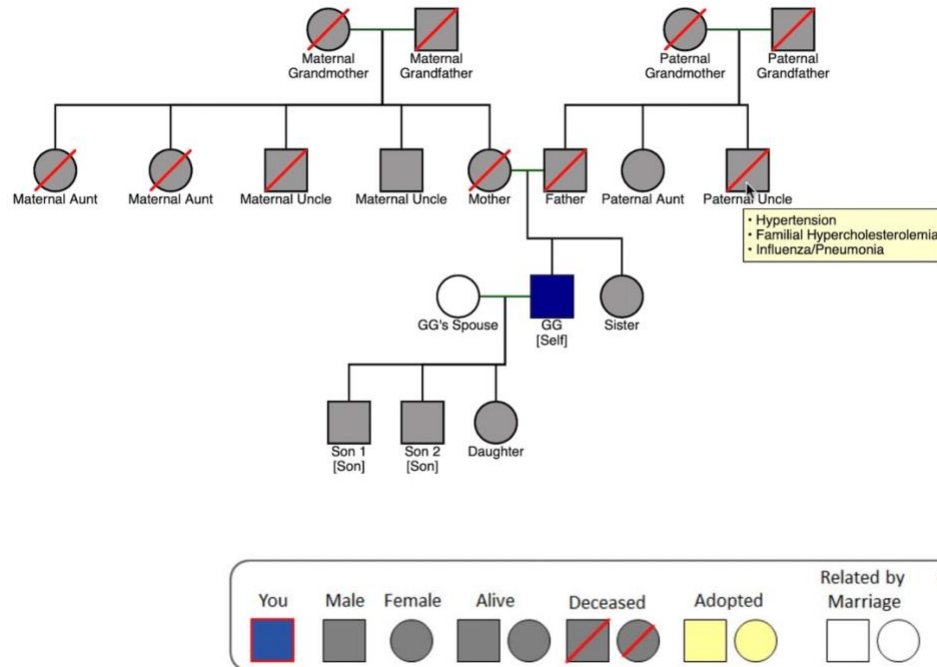 Maternal
Grandmother
Maternal
Grandfather
Paternal
Grandmother
Paternal
Grandfather
Maternal Aunt
Maternal Aunt
Maternal Uncle
Maternal Uncle
Mother
Father
Paternal Aunt
Paternal Uncle
• Hypertension
• Familial Hypercholesterolemia
• Influenza/Pneumonia
GG's Spouse
GG
[Self]
Sister
Son 1
[Son]
Son 2
[Son]
Daughter
You
Male
Female
Alive
Deceased
Adopted
Related by
Marriage